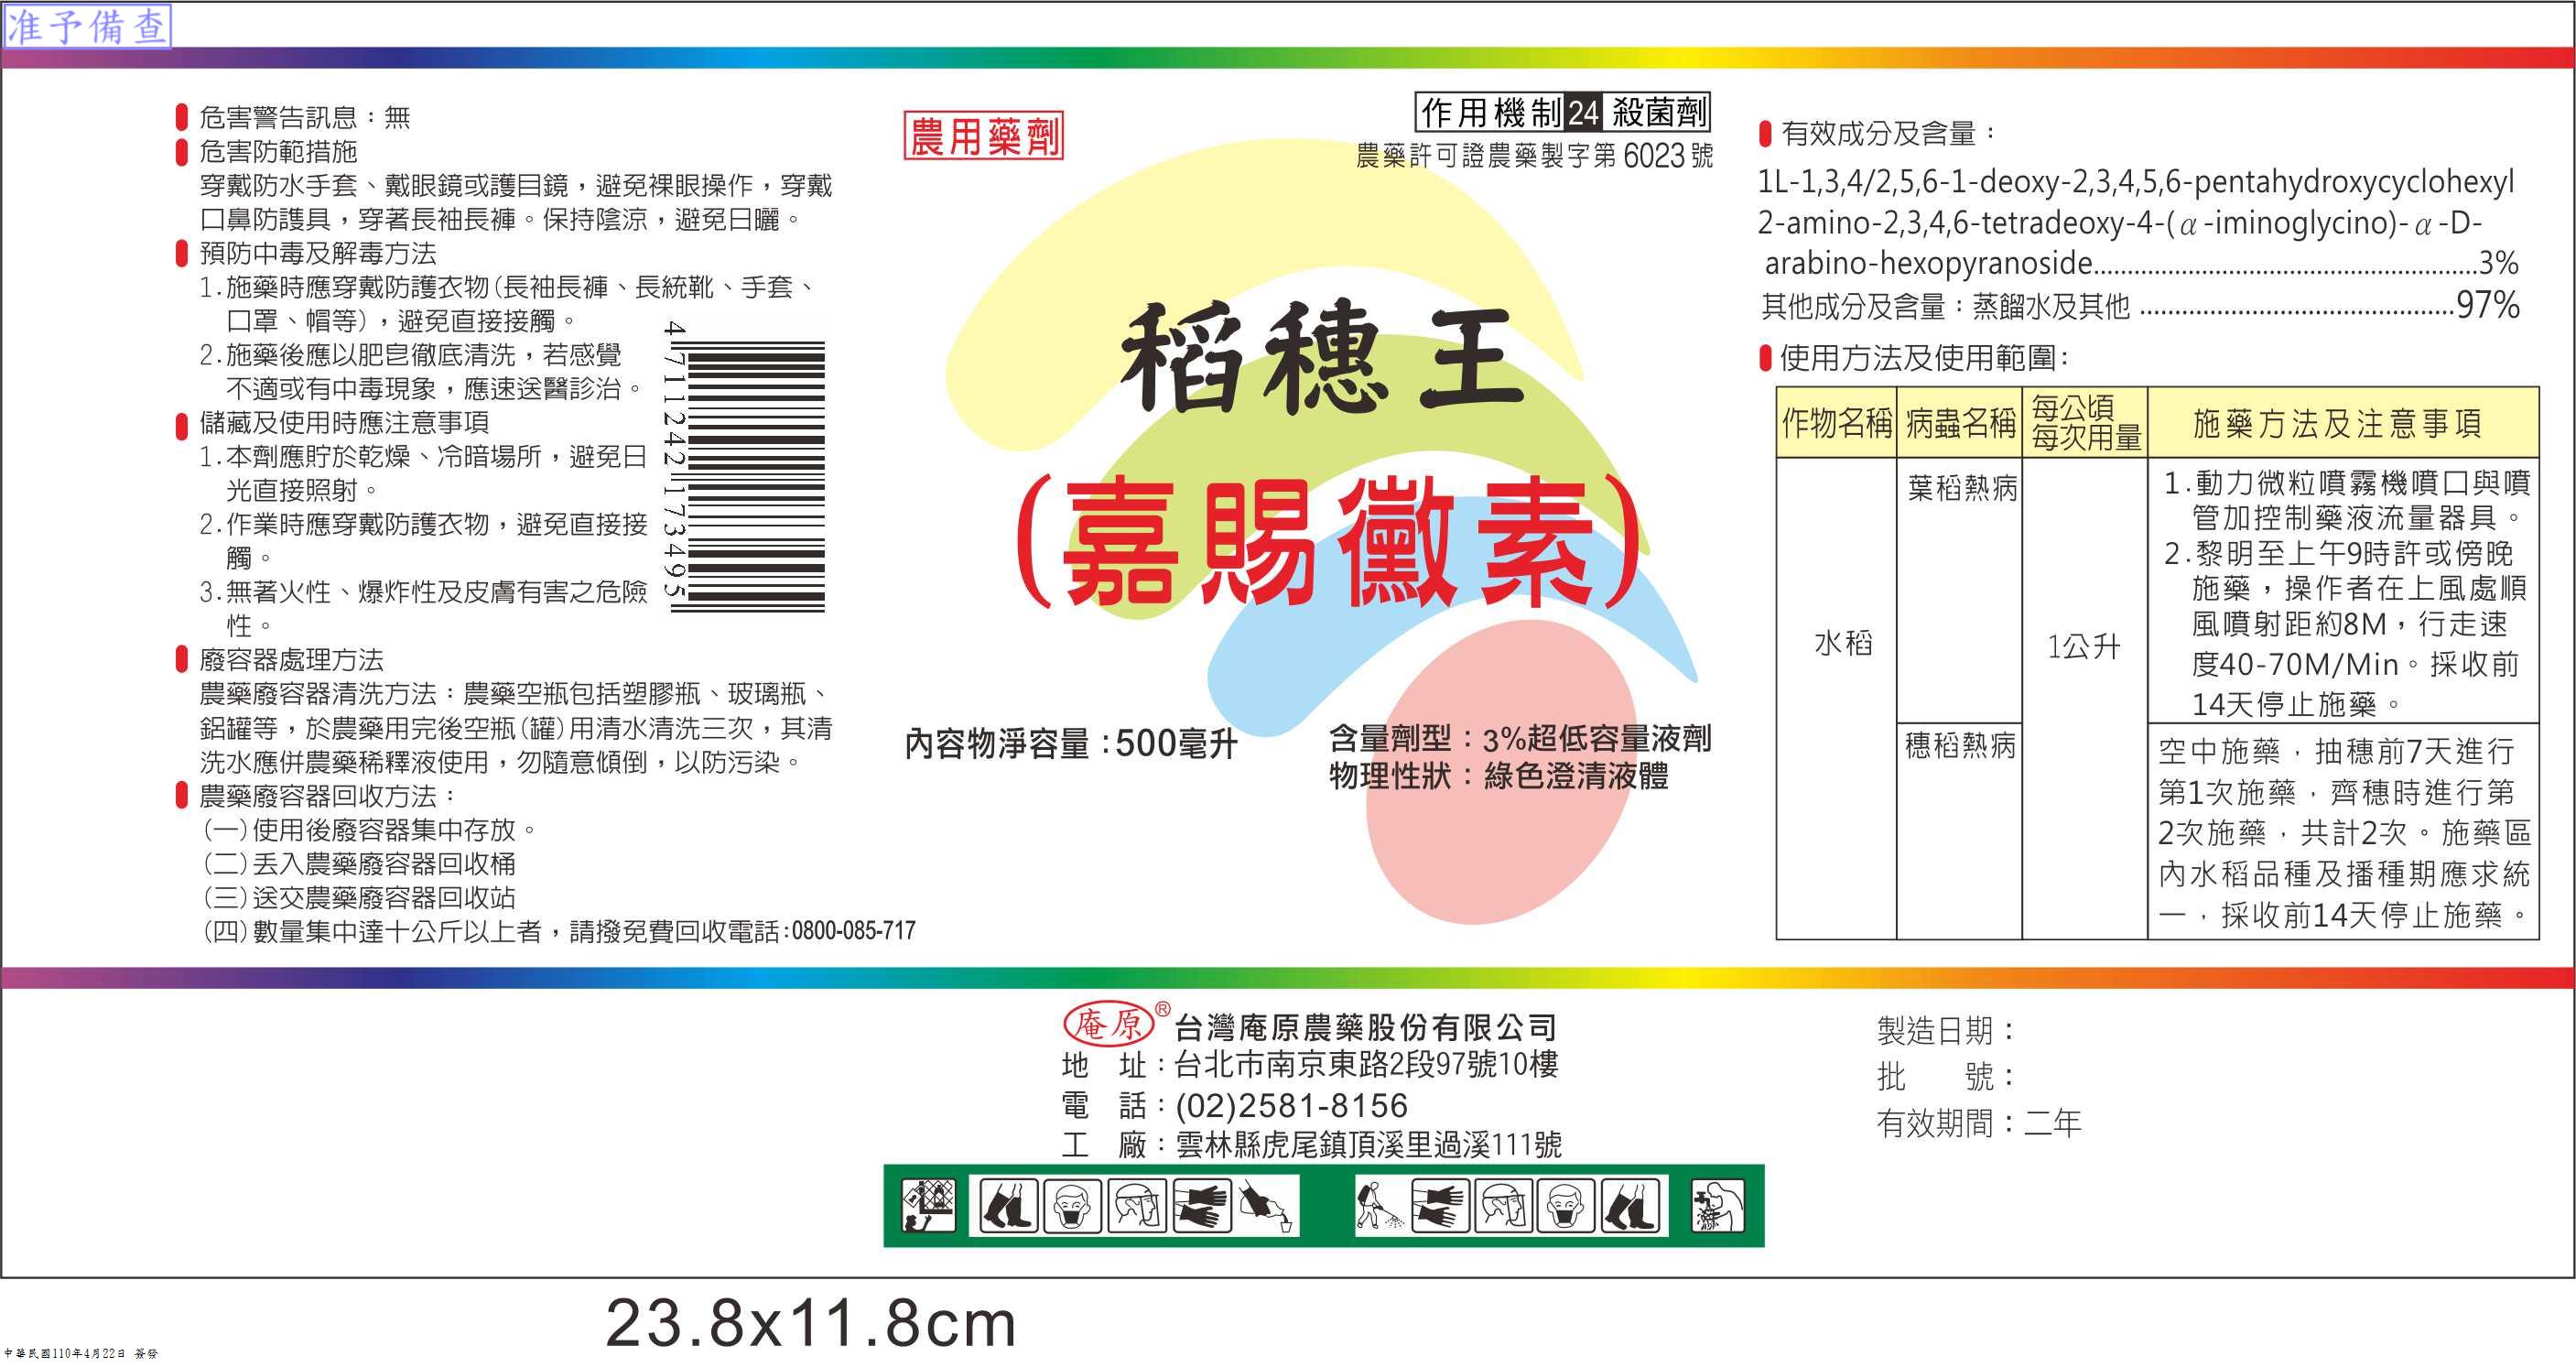 准予備查
危害警告訊息：無
危害防範措施
穿戴防水手套、戴眼鏡或護目鏡，避免裸眼操作，穿戴
口鼻防護具，穿著長袖長褲。保持陰涼，避免日曬。
預防中毒及解毒方法
1.施藥時應穿戴防護衣物(長袖長褲、長統靴、手套、
口罩、帽等)，避免直接接觸。
2.施藥後應以肥皂徹底清洗，若感覺
不適或有中毒現象，應速送醫診治。
儲藏及使用時應注意事項
1.本劑應貯於乾燥、冷暗場所，避免日
光直接照射。
2.作業時應穿戴防護衣物，避免直接接
觸。
3.無著火性、爆炸性及皮膚有害之危險
性。
廢容器處理方法
農藥廢容器清洗方法：農藥空瓶包括塑膠瓶、玻璃瓶、
鋁罐等，於農藥用完後空瓶(罐)用清水清洗三次，其清
洗水應併農藥稀釋液使用，勿隨意傾倒，以防污染。
農藥廢容器回收方法：
(一)使用後廢容器集中存放。
(二)丟入農藥廢容器回收桶
(三)送交農藥廢容器回收站
(四)數量集中達十公斤以上者，請撥免費回收電話:0800-085-717
4 711242 173495
農用藥劑
作用機制 24 殺菌劑
農藥許可證農藥製字第 6023 號
稻穗王
(嘉賜黴素)
內容物淨容量：500毫升
含量劑型：3%超低容量液劑
物理性狀：綠色澄清液體
有效成分及含量：
1L-1,3,4/2,5,6-1-deoxy-2,3,4,5,6-pentahydroxycyclohexyl
2-amino-2,3,4,6-tetradeoxy-4-(α-iminoglycino)-α-D-
arabino-hexopyranoside.........................................................3%
其他成分及含量：蒸餾水及其他 .............................................97%
使用方法及使用範圍：
作物名稱 病蟲名稱 每公頃每次用量 施藥方法及注意事項
水稻
葉稻熱病
1公升
1.動力微粒噴霧機噴口與噴
管加控制藥液流量器具。
2.黎明至上午9時許或傍晚
施藥，操作者在上風處順
風噴射距約8M，行走速
度40-70M/Min。採收前
14天停止施藥。
穗稻熱病
空中施藥，抽穗前7天進行
第1次施藥，齊穗時進行第
2次施藥，共計2次。施藥區
內水稻品種及播種期應求統
一，採收前14天停止施藥。
庵原® 台灣庵原農藥股份有限公司
地 址：台北市南京東路2段97號10樓
電 話：(02)2581-8156
工 廠：雲林縣虎尾鎮頂溪里過溪111號
製造日期：
批 號：
有效期間：二年
23.8x11.8cm
中華民國110年4月22日 簽發